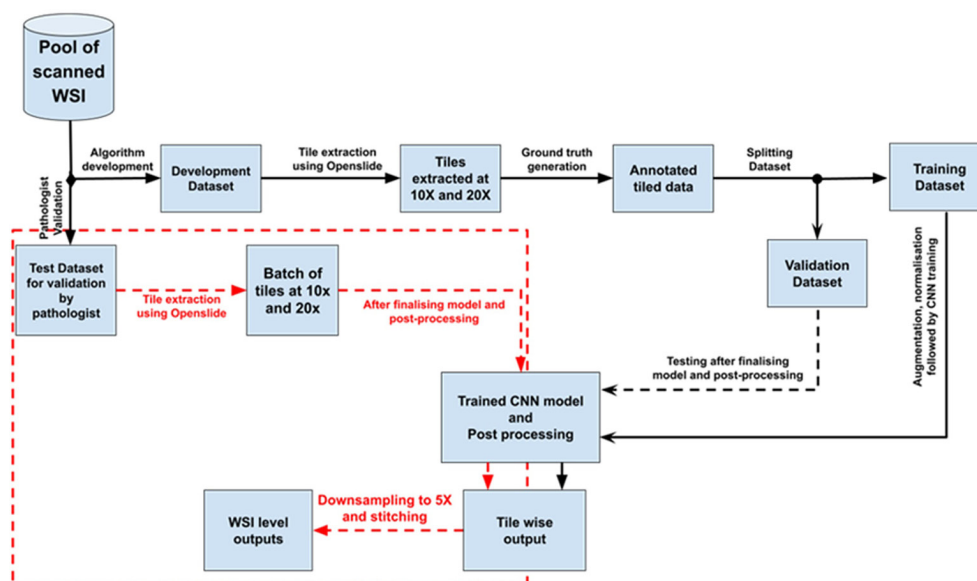 Pool of
scanned
WSI
Algorithm
development
Development
Dataset
Tile extraction
using Openslide
Tiles
extracted at
10X and 20X
Ground truth
generation
Annotated
tiled data
Splitting
Dataset
Training
Dataset
Pathologist
Validation
Test Dataset
for validation
by
pathologist
Tile extraction
using Openslide
Batch of
tiles at 10x
and 20x
After finalising model and
post-processing
Validation
Dataset
Augmentation, normalisation
followed by CNN training
Testing after finalising
model and post-processing
Trained CNN model
and
Post processing
WSI level
outputs
Downsampling to 5X
and stitching
Tile wise
output